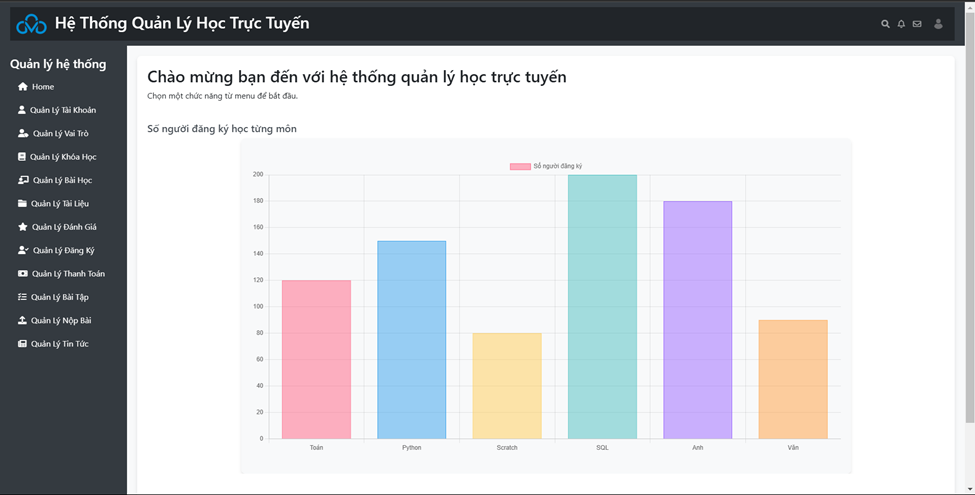 Hệ Thống Quản Lý Học Trực Tuyến
Quản lý hệ thống
Home
Quản Lý Tài Khoản
Quản Lý Vai Trò
Quản Lý Khóa Học
Quản Lý Bài Học
Quản Lý Tài Liệu
Quản Lý Đánh Giá
Quản Lý Đăng Ký
Quản Lý Thanh Toán
Quản Lý Bài Tập
Quản Lý Nộp Bài
Quản Lý Tin Tức
Chào mừng bạn đến với hệ thống quản lý học trực tuyến
Chọn một chức năng từ menu để bắt đầu.
Số người đăng ký học từng môn
Số người đăng ký
200
180
160
140
120
100
80
60
40
20
0
Toán Python Scratch SQL Anh Văn